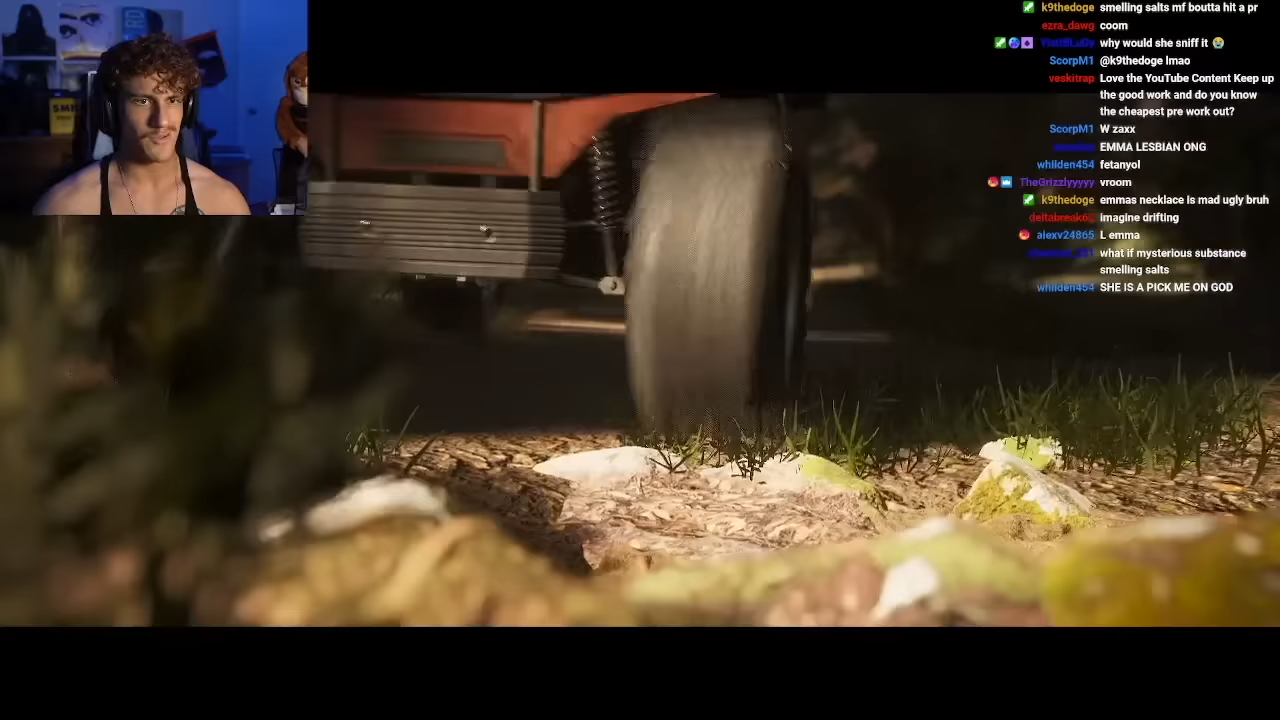 k9thedoge smelling salts mf boutta hit a pr
ezra_dawg coom
why would she sniff it 😭
ScorpM1 @k9thedoge lmao
veskitrap Love the YouTube Content Keep up
the good work and do you know
the cheapest pre work out?
ScorpM1 W zaxx
EMMA LESBIAN ONG
whiiden454 fetanyol
TheGrizzlyyyyy vroom
k9thedoge emmas necklace is mad ugly bruh
imagine drifting
alexv24865 L emma
what if mysterious substance
smelling salts
whiiden454 SHE IS A PICK ME ON GOD